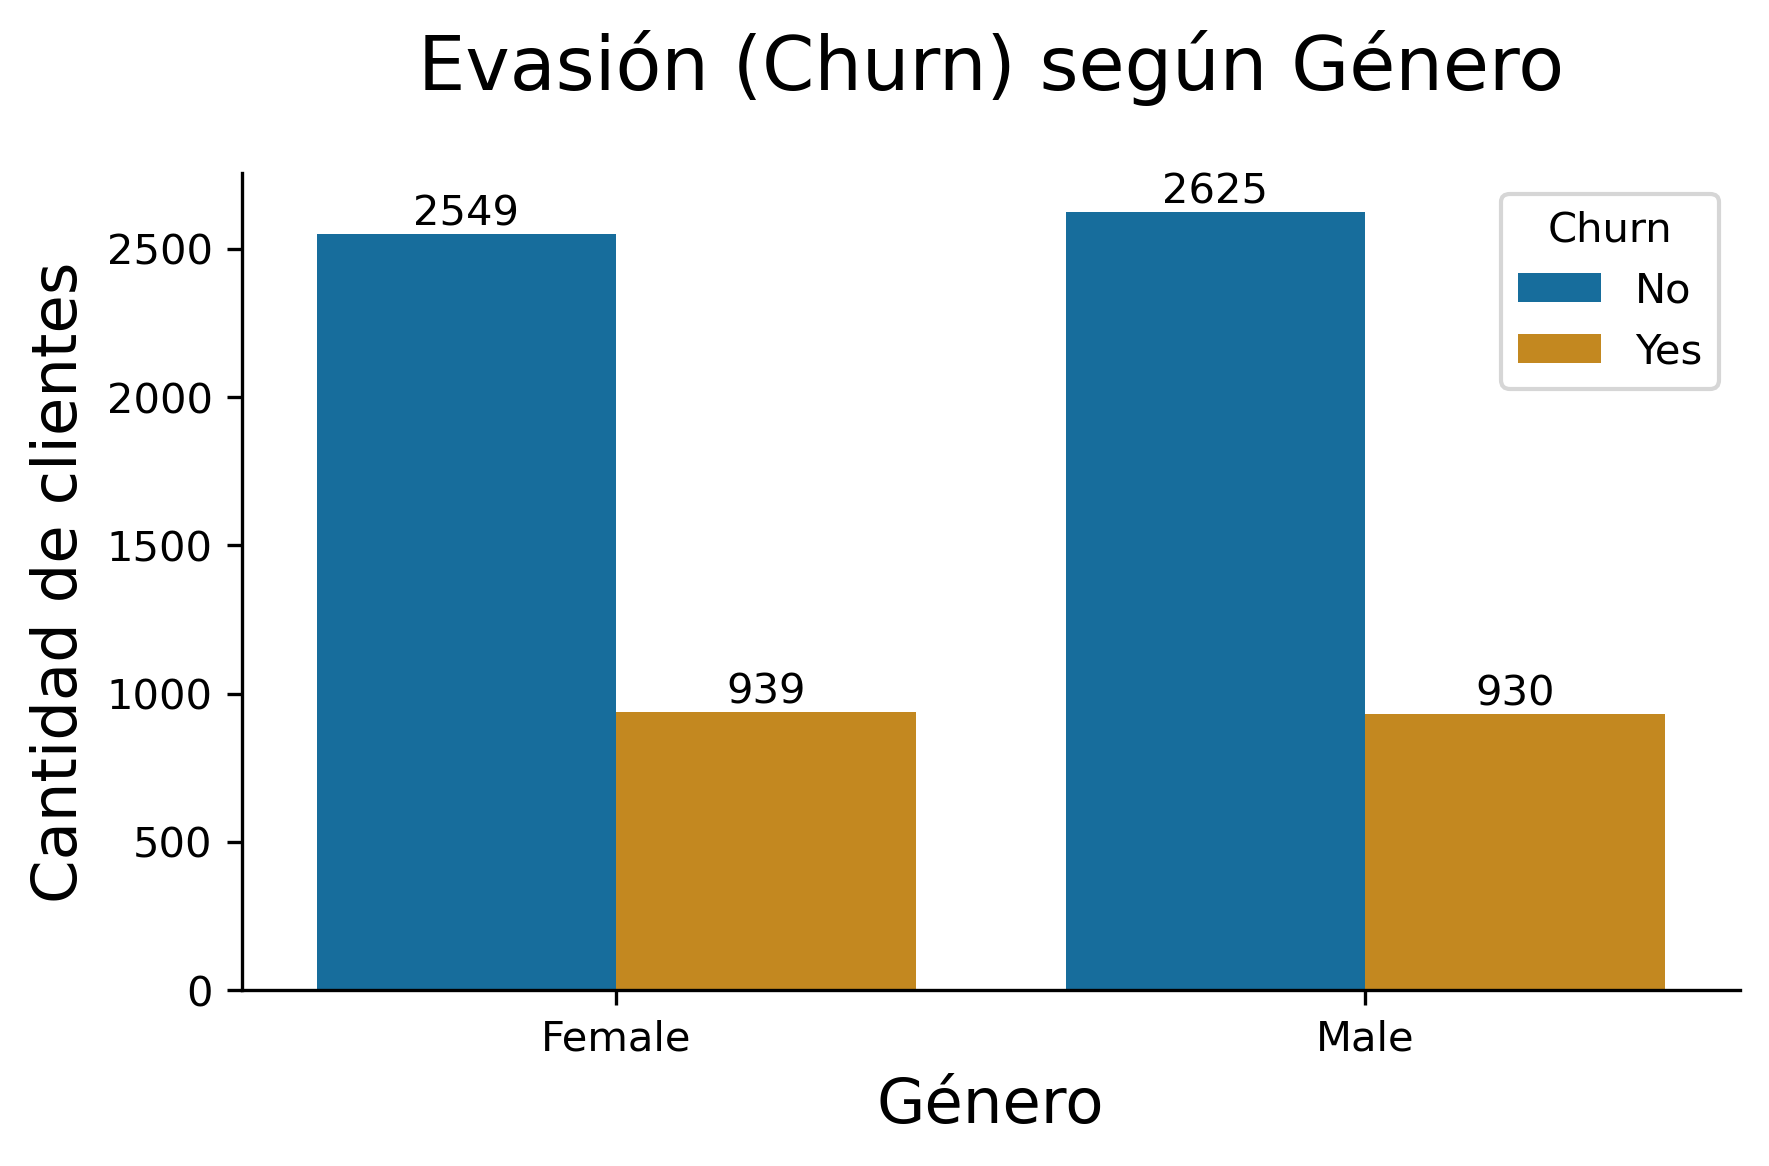 Evasión (Churn) según Género
Cantidad de clientes
2500
2000
1500
1000
500
0
2549
939
2625
930
Churn
No
Yes
Female
Male
Género